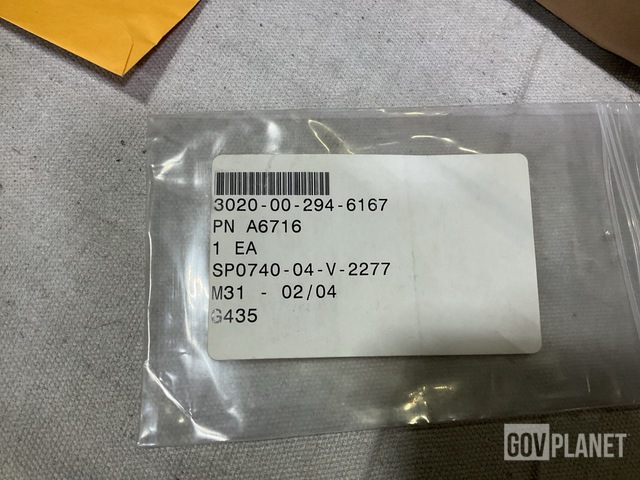 3020-00-294-6167
PN A6716
1 EA
SP0740-04-V-2277
M31 - 02/04
G435
GOVPLANET